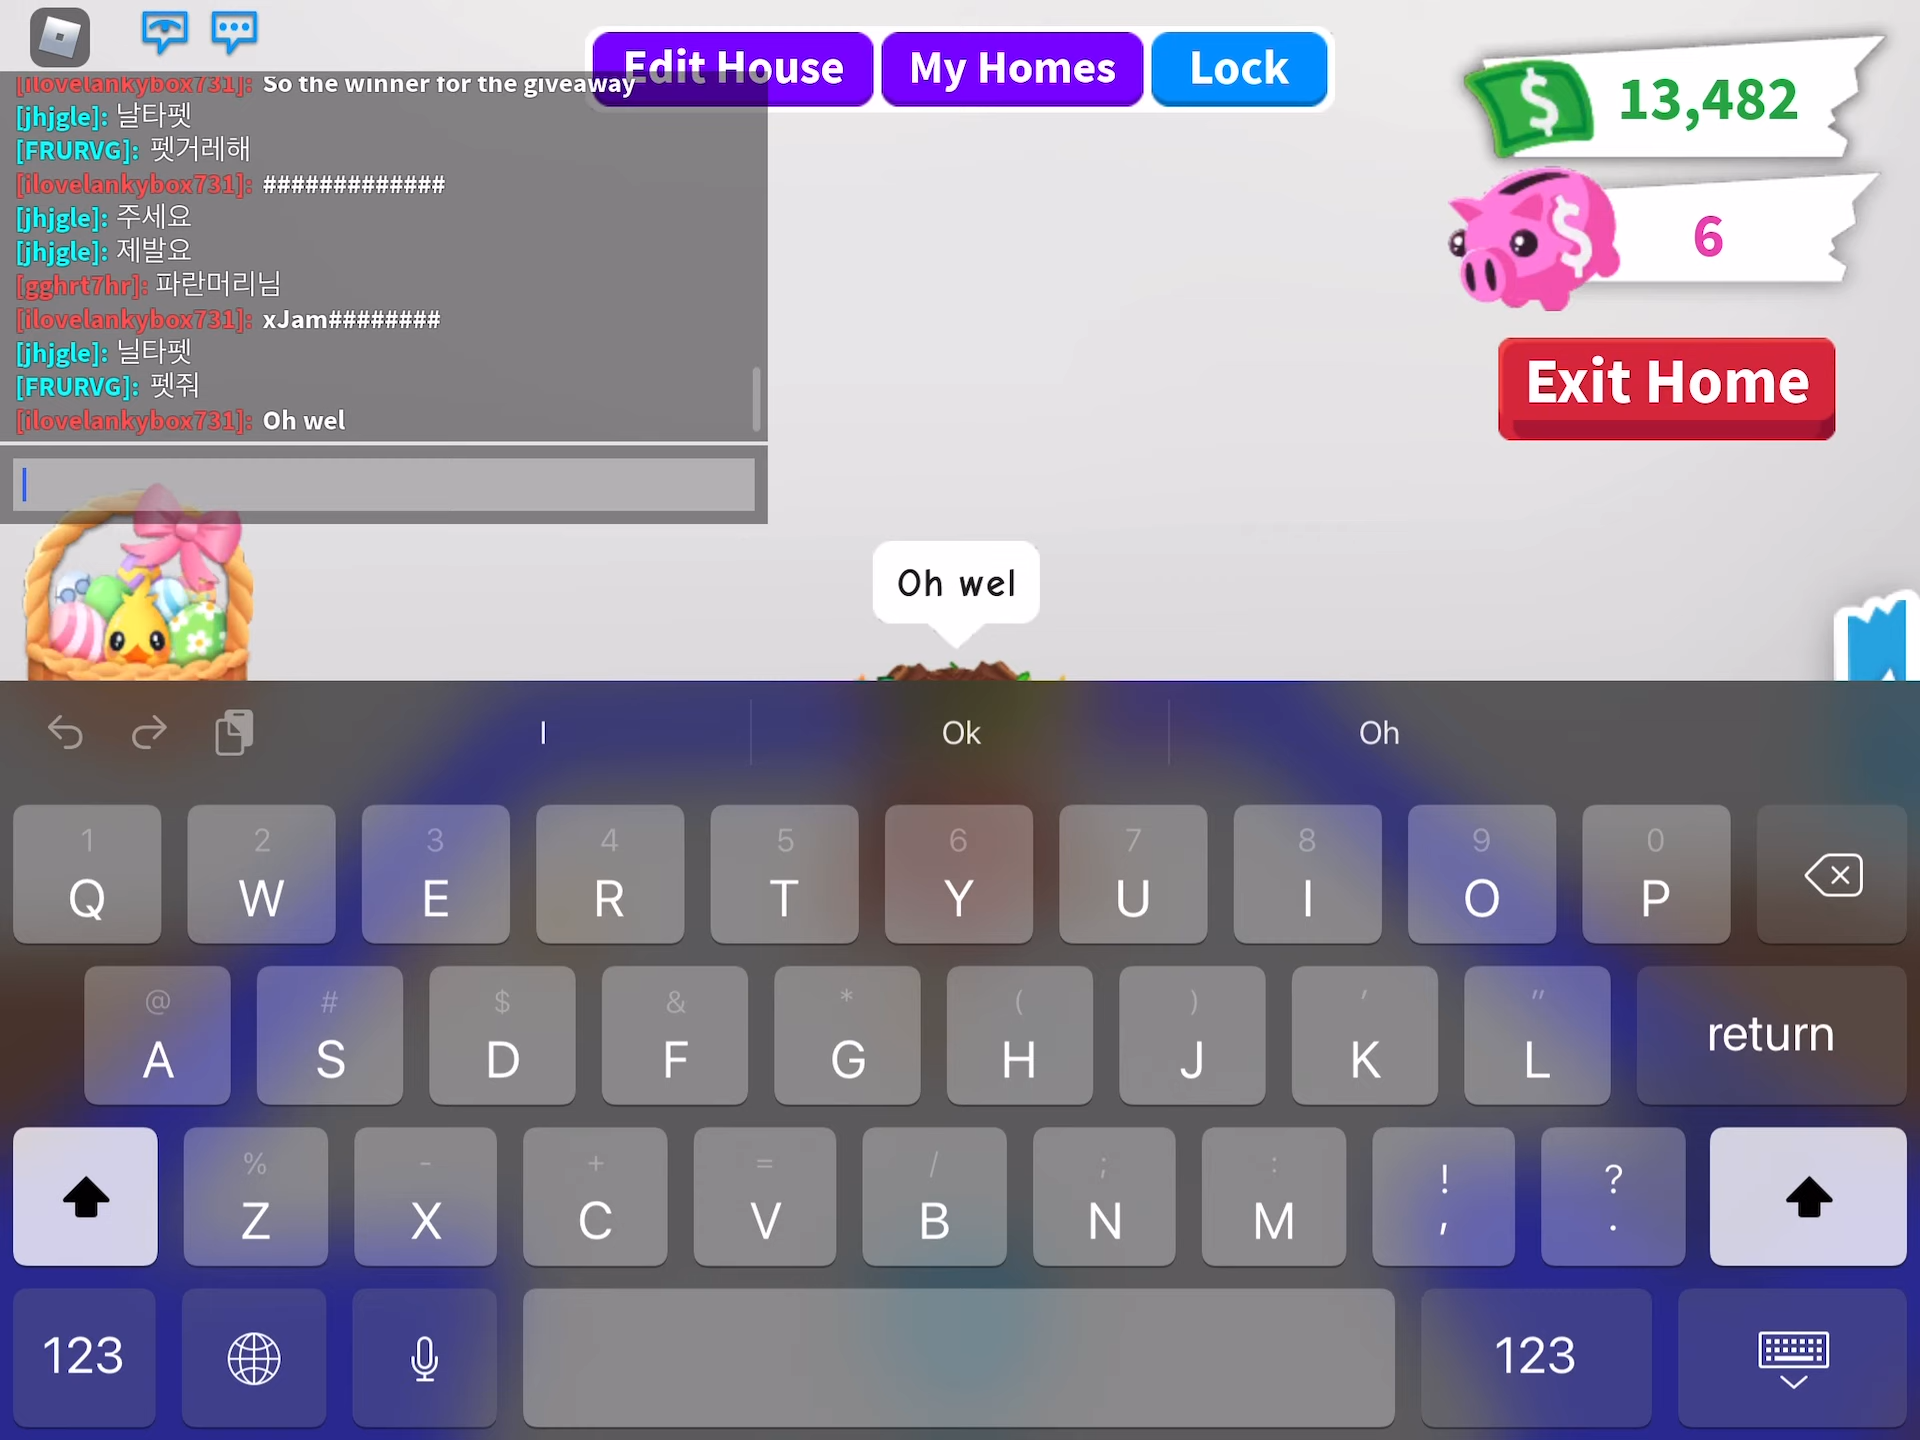 Edit House
My Homes
Lock
13,482
6
Exit Home
[ilovelankybox731]: So the winner for the giveaway
[jhjgle]: 날타펫
[FRURVG]: 펫거레해
[ilovelankybox731]: #############
[jhjgle]: 주세요
[jhjgle]: 제발요
[gghrt7hr]: 파란머리님
[ilovelankybox731]: xJam########
[jhjgle]: 닐타펫
[FRURVG]: 펫줘
[ilovelankybox731]: Oh wel
Oh wel
I Ok Oh
1 2 3 4 5 6 7 8 9 0
Q W E R T Y U I O P
@ # $ & * ( ) ' "
A S D F G H J K L return
% - + = / ; : ! ?
Z X C V B N M , .
123 123